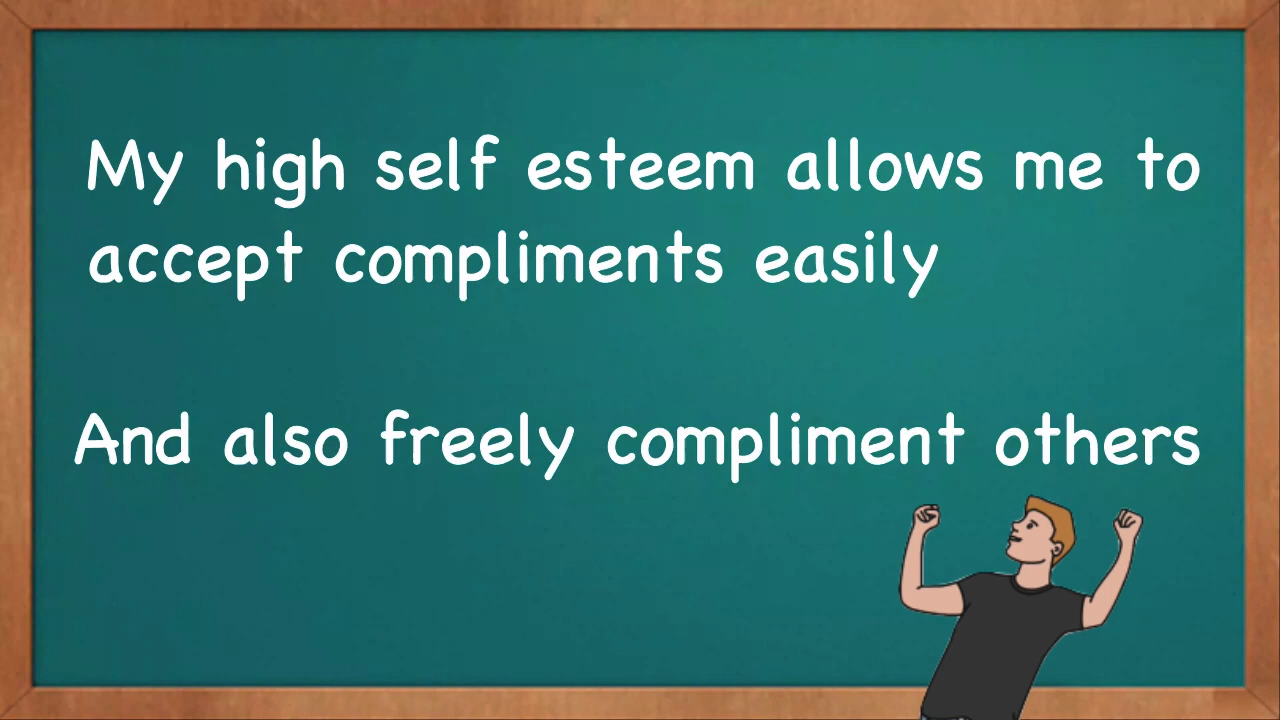 My high self esteem allows me to
accept compliments easily
And also freely compliment others